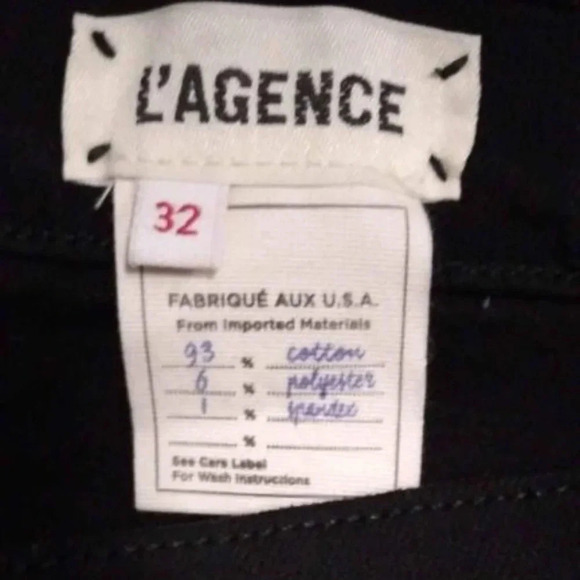 L'AGENCE
32
FABRIQUÉ AUX U.S.A.
From Imported Materials
93 % cotton
6 % polyester
1 % spandex
%
See Care Label
For Wash Instructions